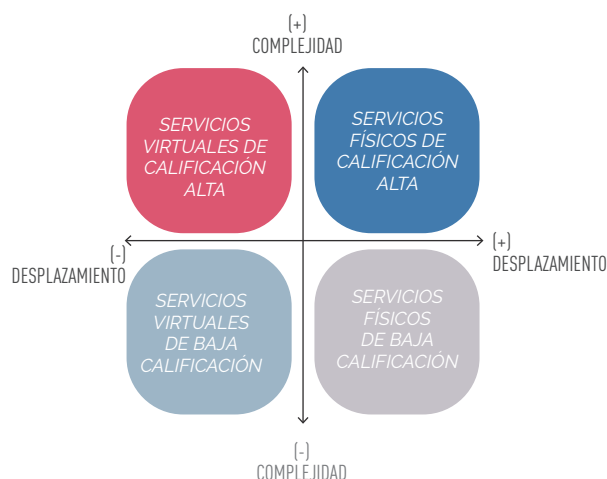 (+)
COMPLEJIDAD
SERVICIOS
VIRTUALES DE
CALIFICACIÓN
ALTA
SERVICIOS
FÍSICOS DE
CALIFICACIÓN
ALTA
(-)
DESPLAZAMIENTO
(+)
DESPLAZAMIENTO
SERVICIOS
VIRTUALES
DE BAJA
CALIFICACIÓN
SERVICIOS
FÍSICOS
DE BAJA
CALIFICACIÓN
(-)
COMPLEJIDAD